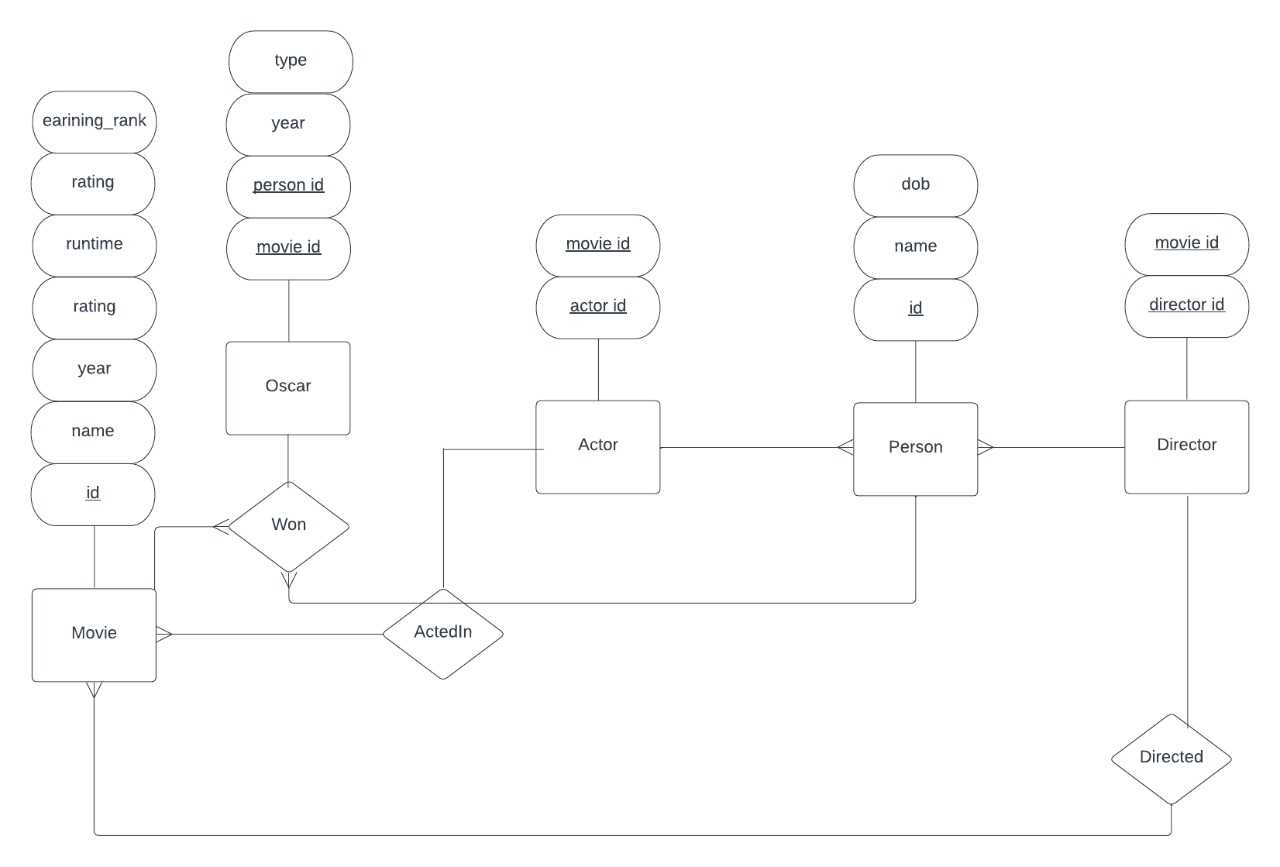 type
year
person id
movie id
Oscar
earining_rank
rating
runtime
rating
year
name
id
Movie
Won
ActedIn
movie id
actor id
Actor
dob
name
id
Person
movie id
director id
Director
Directed